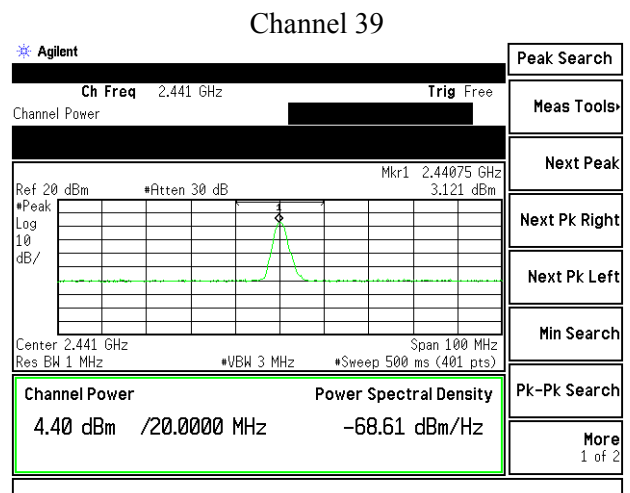 Channel 39
Agilent
Peak Search
Ch Freq 2.441 GHz Trig Free
Channel Power
Meas Tools
Mkr1 2.44075 GHz
Ref 20 dBm #Atten 30 dB 3.121 dBm
#Peak
Log
10
dB/
1
Next Peak
Next Pk Right
Next Pk Left
Center 2.441 GHz Span 100 MHz
Res BW 1 MHz #VBW 3 MHz #Sweep 500 ms (401 pts)
Min Search
Channel Power Power Spectral Density
4.40 dBm /20.0000 MHz -68.61 dBm/Hz
Pk-Pk Search
More
1 of 2